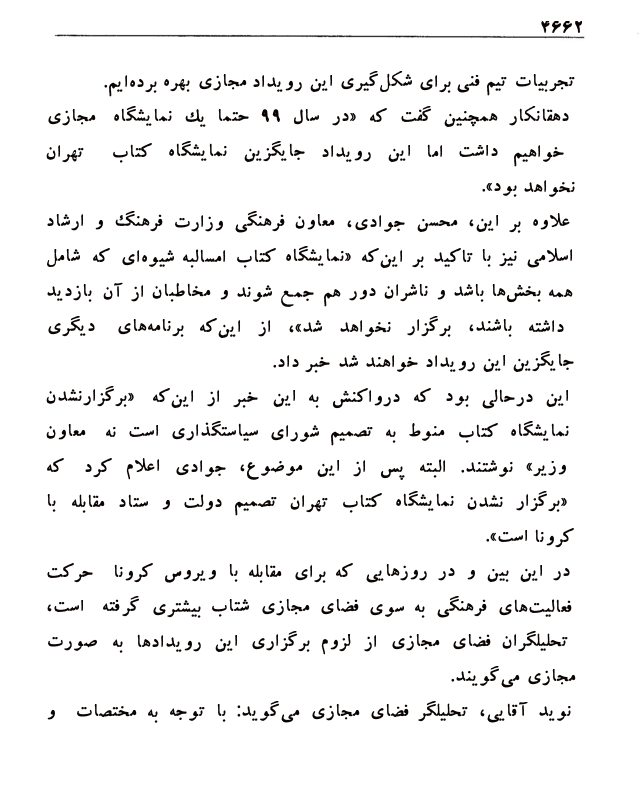 ۴۶۶۲
تجربیات تیم فنی برای شکل‌گیری این رویداد مجازی بهره برده‌ایم.
دهقانکار همچنین گفت که «در سال ۹۹ حتما یك نمایشگاه مجازی
خواهیم داشت اما این رویداد جایگزین نمایشگاه کتاب تهران
نخواهد بود».
علاوه بر این، محسن جوادی، معاون فرهنگی وزارت فرهنگ و ارشاد
اسلامی نیز با تاکید بر این‌که «نمایشگاه کتاب امسالبه شیوه‌ای که شامل
همه بخش‌ها باشد و ناشران دور هم جمع شوند و مخاطبان از آن بازدید
داشته باشند، برگزار نخواهد شد»، از این‌که برنامه‌های دیگری
جایگزین این رویداد خواهند شد خبر داد.
این درحالی بود که درواکنش به این خبر از این‌که «برگزارنشدن
نمایشگاه کتاب منوط به تصمیم شورای سیاستگذاری است نه معاون
وزیر» نوشتند. البته پس از این موضوع، جوادی اعلام کرد که
«برگزار نشدن نمایشگاه کتاب تهران تصمیم دولت و ستاد مقابله با
کرونا است».
در این بین و در روزهایی که برای مقابله با ویروس کرونا حرکت
فعالیت‌های فرهنگی به سوی فضای مجازی شتاب بیشتری گرفته است،
تحلیلگران فضای مجازی از لزوم برگزاری این رویدادها به صورت
مجازی می‌گویند.
نوید آقایی، تحلیلگر فضای مجازی می‌گوید: با توجه به مختصات و